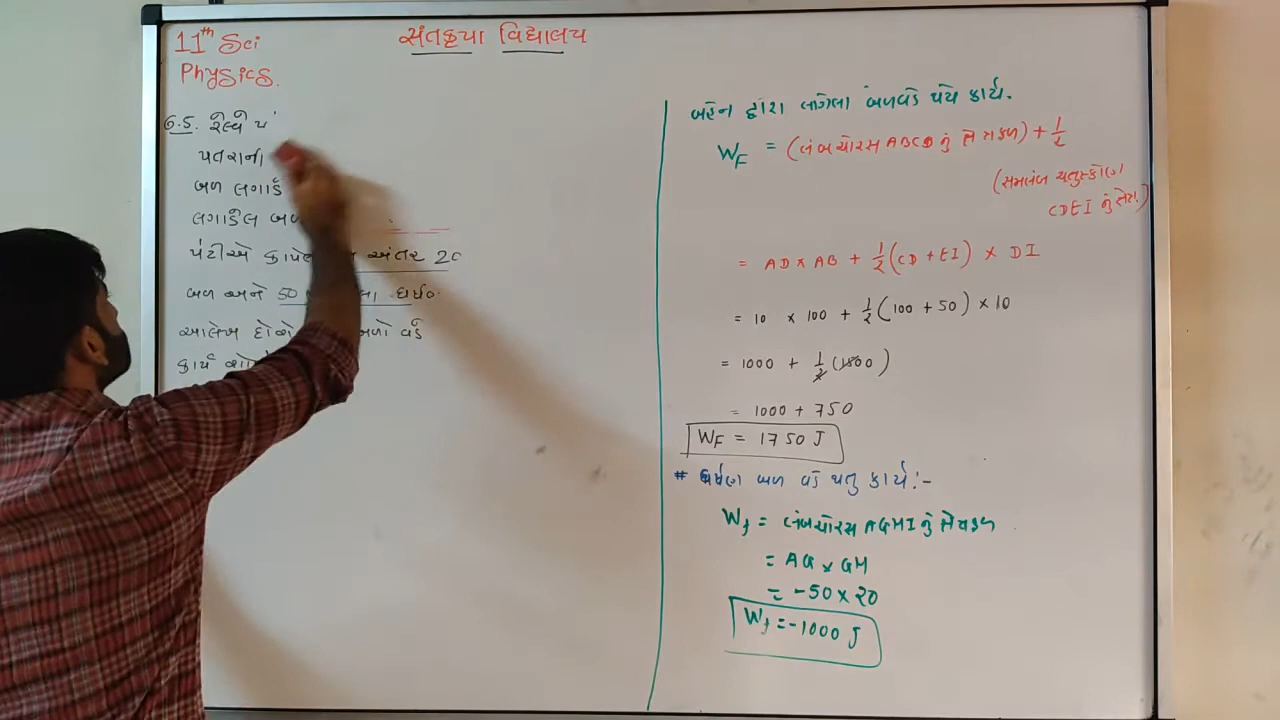 11th Sci
Physics.
સંતકૃપા વિદ્યાલય
6.5. રેલ્વે
પતરાની
બળ લગાડે
લગાડેલ બળ
પેટીએ કાપેલ અંતર 20
બળ અને 50
આલેખ દોરો બળો વડે
કાર્ય શોધો
બહેન દ્વારા લાગેલા બળવડે થયે કાર્ય.
WF = (લંબચોરસ ABCD નું ક્ષેત્રફળ) + 1/2
(સમલંબ ચતુષ્કોણ
CDEI નું ક્ષેત્ર)
= AD × AB + 1/2 (CD + EI) × DI
= 10 × 100 + 1/2 (100 + 50) × 10
= 1000 + 1/2 (1500)
= 1000 + 750
WF = 1750 J
# ઘર્ષણ બળ વડે થતુ કાર્ય :-
Wf = લંબચોરસ AGHI નું ક્ષેત્રફળ
= AG × GH
= -50 × 20
Wf = -1000 J